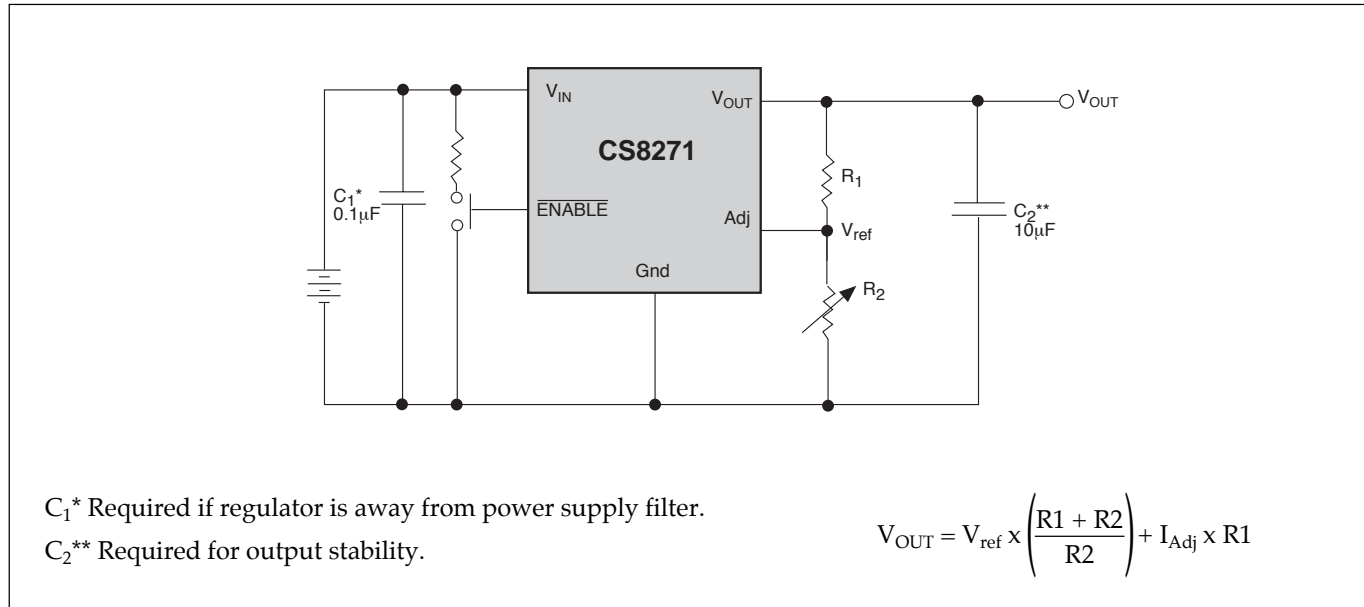 V_IN
V_OUT
V_OUT
CS8271
C_1*
0.1µF
R_1
C_2**
10µF
E̅N̅A̅B̅L̅E̅
Adj
V_ref
Gnd
R_2
C_1* Required if regulator is away from power supply filter.
C_2** Required for output stability.
V_OUT = V_ref x (R1 + R2 / R2) + I_Adj x R1